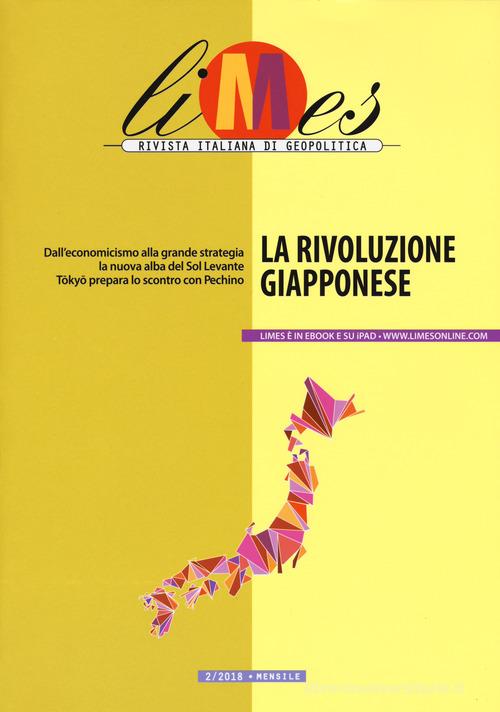 liMes
RIVISTA ITALIANA DI GEOPOLITICA
Dall'economicismo alla grande strategia
la nuova alba del Sol Levante
Tōkyō prepara lo scontro con Pechino
LA RIVOLUZIONE
GIAPPONESE
LIMES È IN EBOOK E SU iPAD • WWW.LIMESONLINE.COM
2/2018 • MENSILE